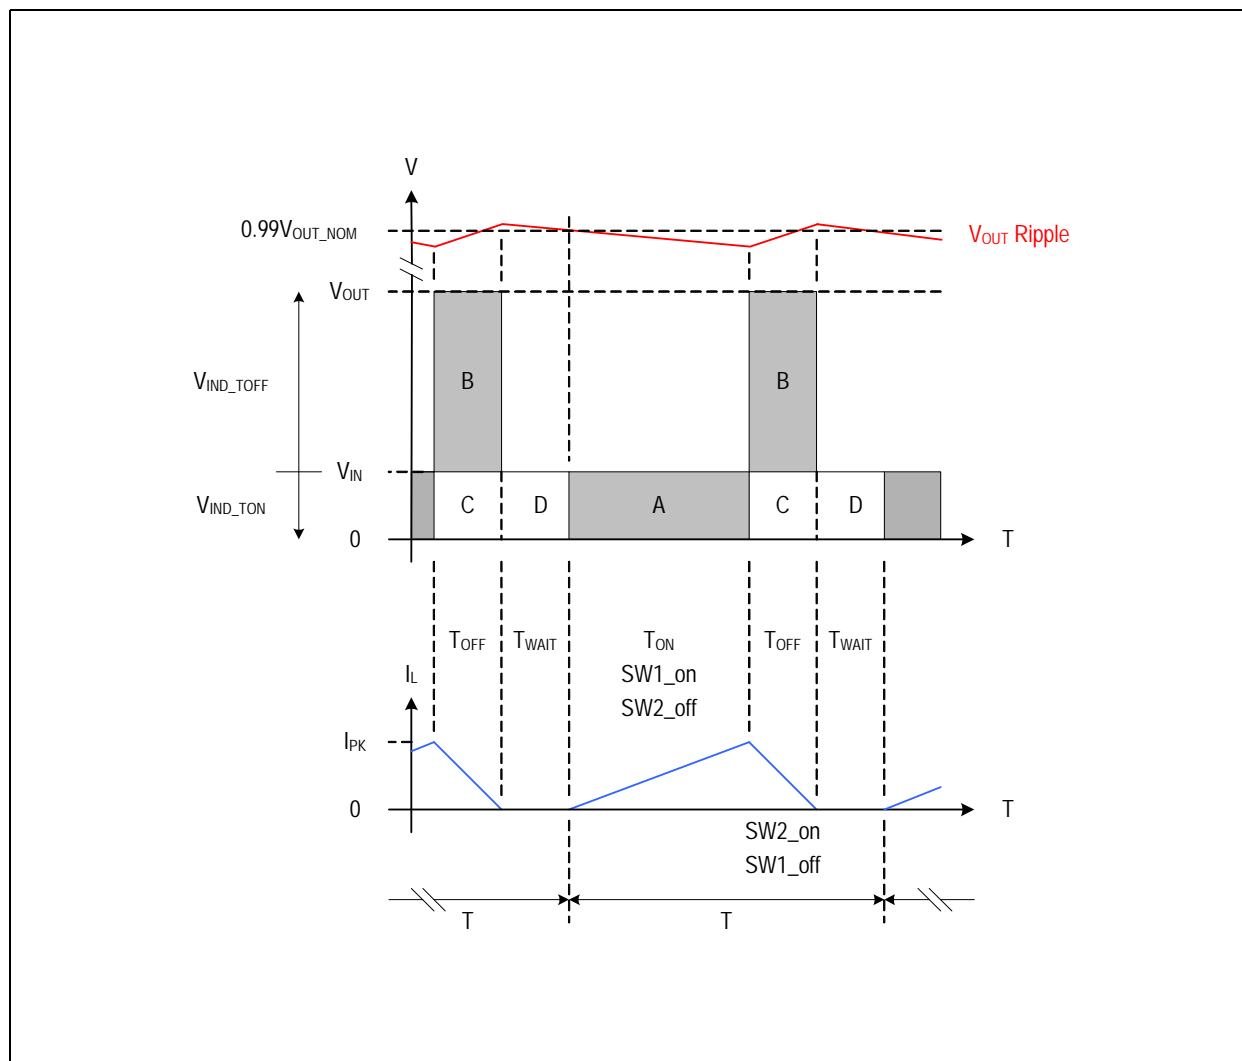 V
0.99VOUT_NOM
VOUT Ripple
VOUT
VIND_TOFF
B
B
VIN
VIND_TON
C
D
A
C
D
0
T
TOFF
TWAIT
TON
TOFF
TWAIT
SW1_on
SW2_off
IL
IPK
0
T
SW2_on
SW1_off
T
T